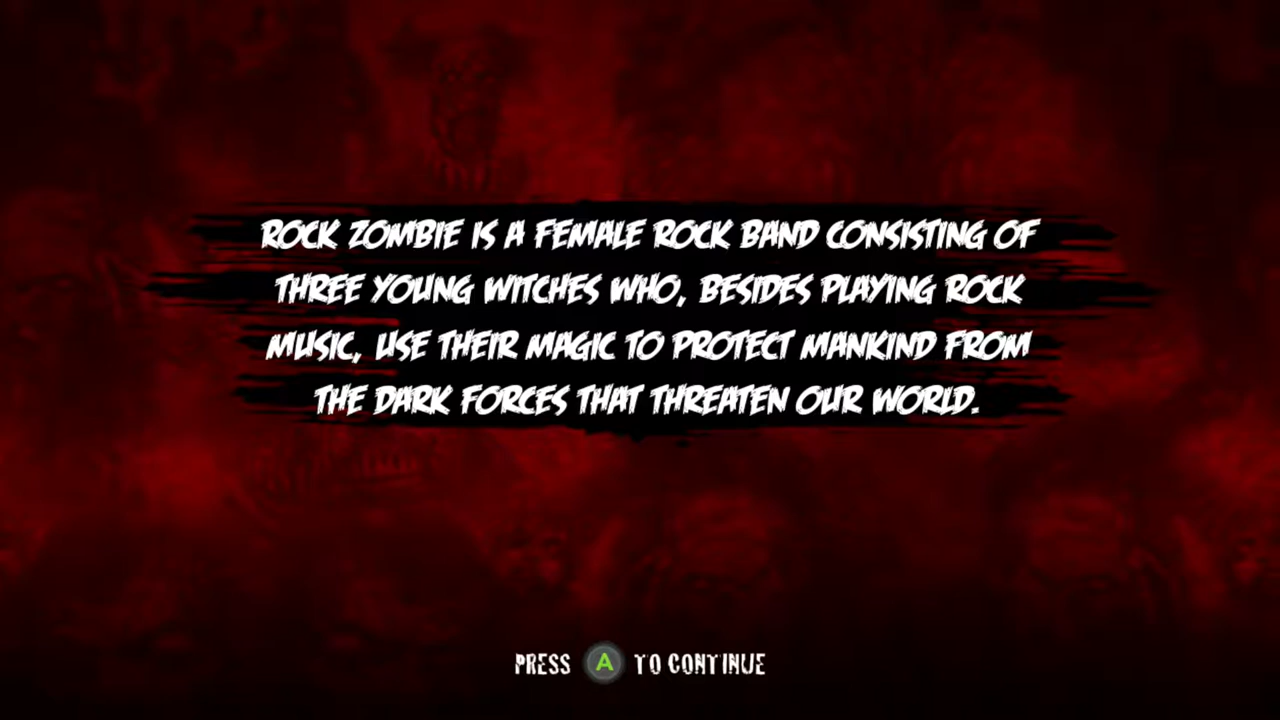 ROCK ZOMBIE IS A FEMALE ROCK BAND CONSISTING OF
THREE YOUNG WITCHES WHO, BESIDES PLAYING ROCK
MUSIC, USE THEIR MAGIC TO PROTECT MANKIND FROM
THE DARK FORCES THAT THREATEN OUR WORLD.
PRESS A TO CONTINUE